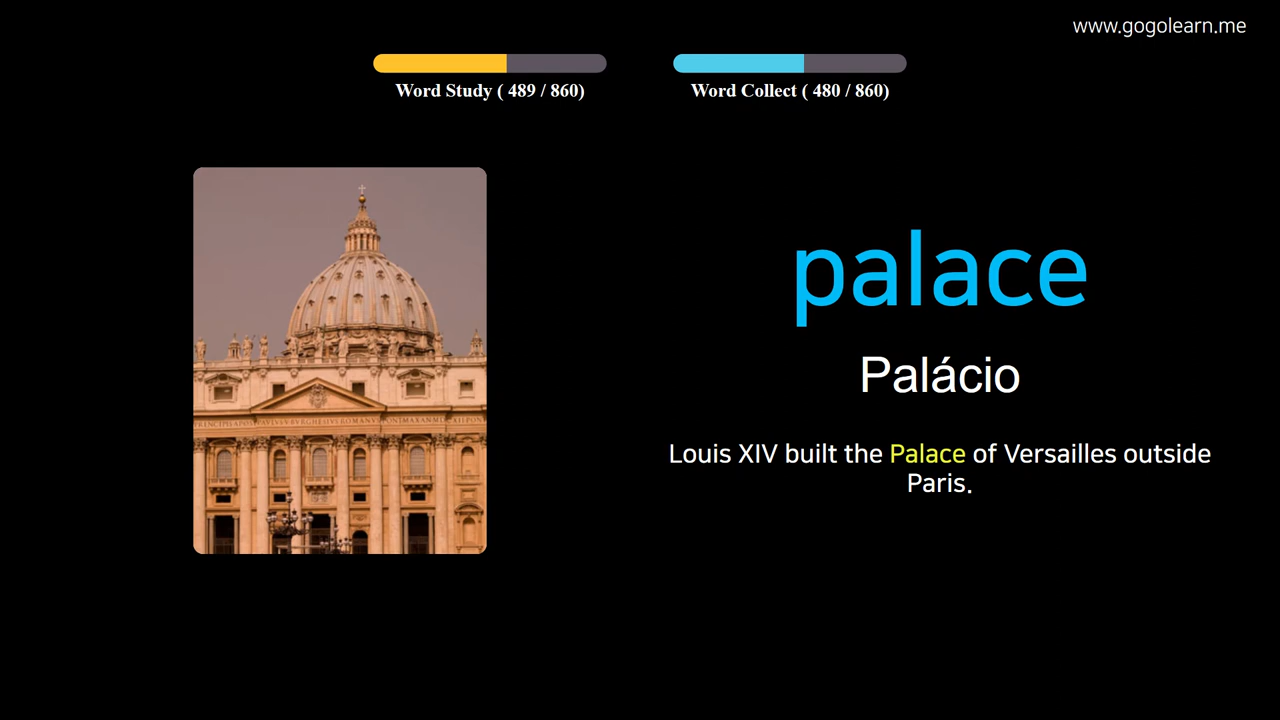 www.gogolearn.me
Word Study ( 489 / 860)
Word Collect ( 480 / 860)
palace
Palácio
Louis XIV built the Palace of Versailles outside
Paris.